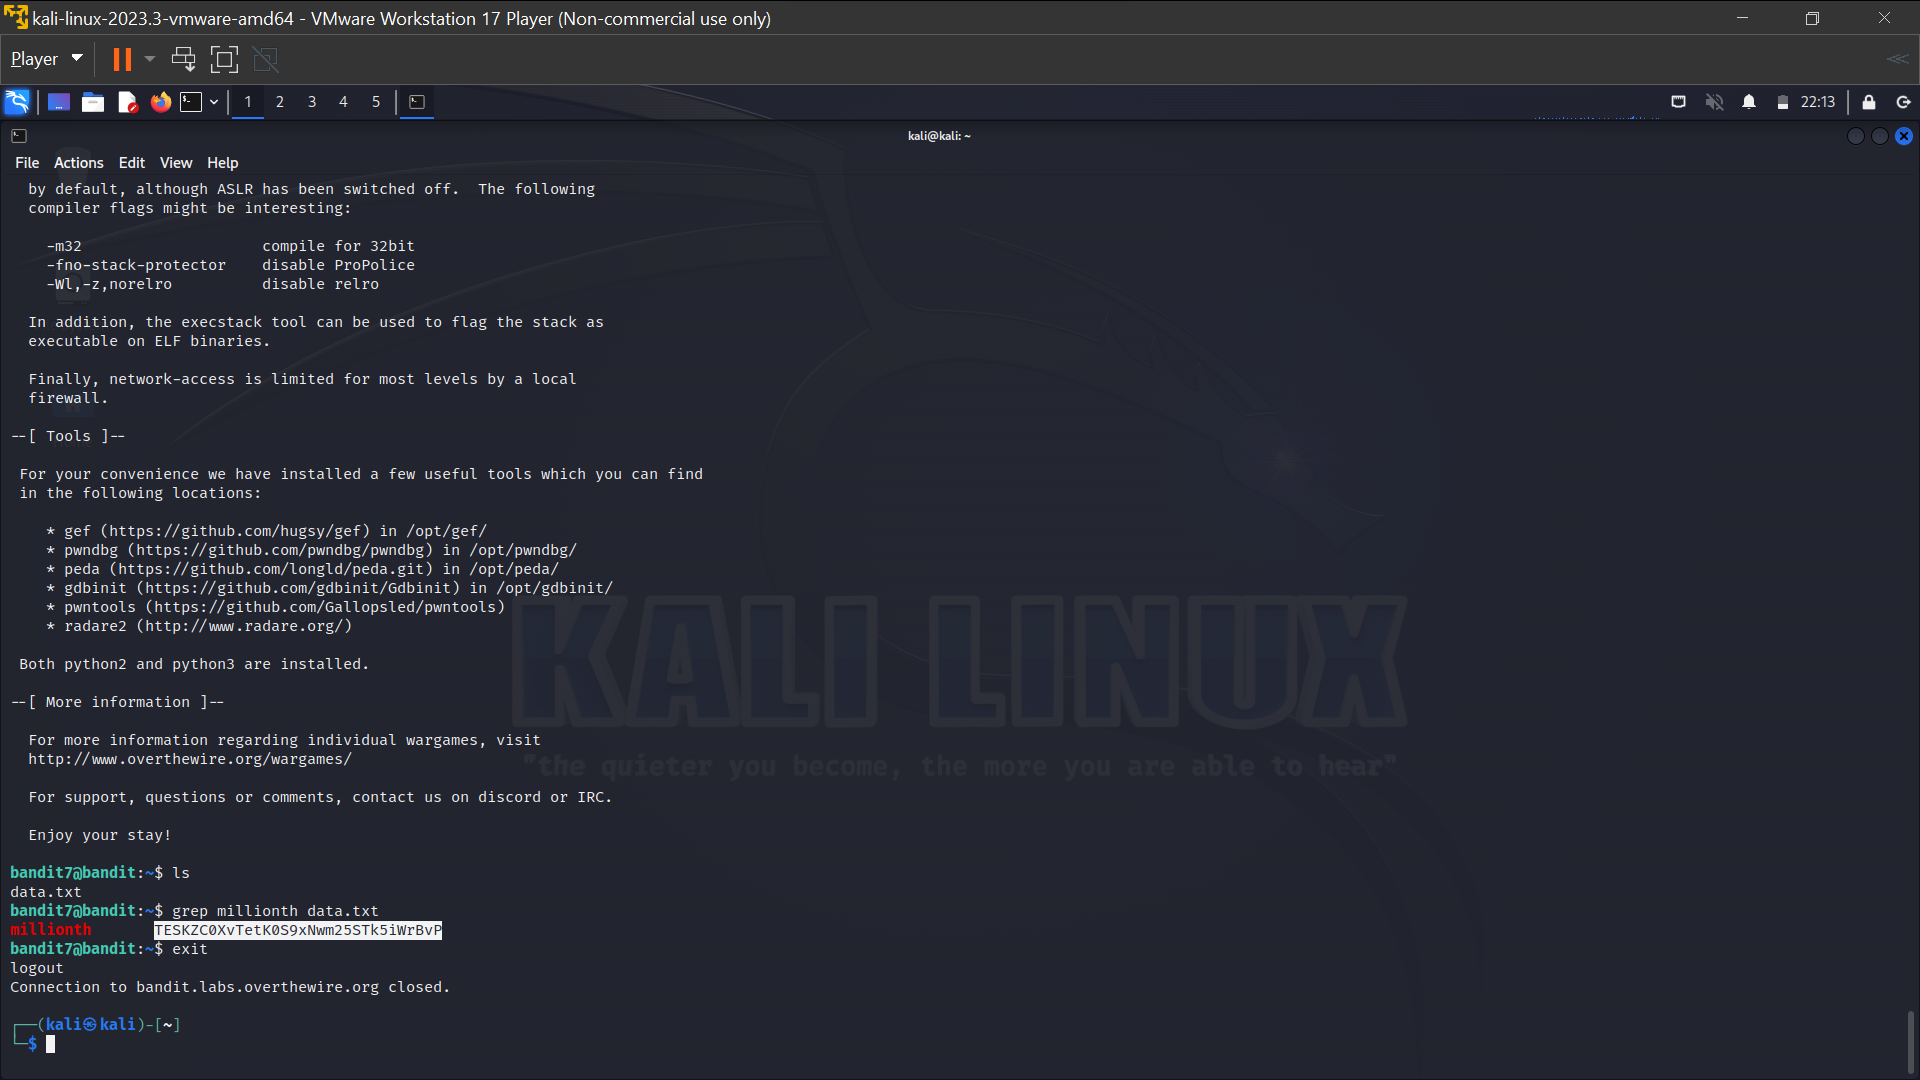 kali-linux-2023.3-vmware-amd64 - VMware Workstation 17 Player (Non-commercial use only)
Player
1 2 3 4 5
22:13
kali@kali: ~
File Actions Edit View Help
by default, although ASLR has been switched off.  The following
compiler flags might be interesting:
-m32                    compile for 32bit
-fno-stack-protector    disable ProPolice
-Wl,-z,norelro          disable relro
In addition, the execstack tool can be used to flag the stack as
executable on ELF binaries.
Finally, network-access is limited for most levels by a local
firewall.
--[ Tools ]--
For your convenience we have installed a few useful tools which you can find
in the following locations:
* gef (https://github.com/hugsy/gef) in /opt/gef/
* pwndbg (https://github.com/pwndbg/pwndbg) in /opt/pwndbg/
* peda (https://github.com/longld/peda.git) in /opt/peda/
* gdbinit (https://github.com/gdbinit/Gdbinit) in /opt/gdbinit/
* pwntools (https://github.com/Gallopsled/pwntools)
* radare2 (http://www.radare.org/)
Both python2 and python3 are installed.
--[ More information ]--
For more information regarding individual wargames, visit
http://www.overthewire.org/wargames/
For support, questions or comments, contact us on discord or IRC.
Enjoy your stay!
bandit7@bandit:~$ ls
data.txt
bandit7@bandit:~$ grep millionth data.txt
millionth       TESKZC0XvTetK0S9xNwm25STk5iWrBvP
bandit7@bandit:~$ exit
logout
Connection to bandit.labs.overthewire.org closed.
┌──(kali㉿kali)-[~]
└─$
KALI LINUX
"the quieter you become, the more you are able to hear"